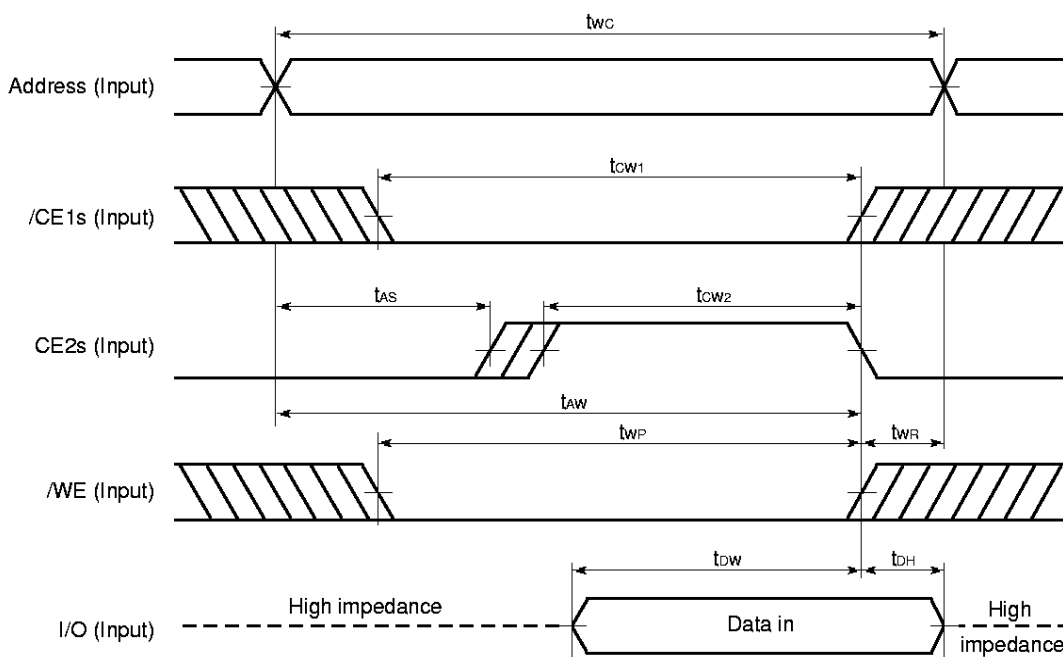 tWC
Address (Input)
tCW1
/CE1s (Input)
tAS
tCW2
CE2s (Input)
tAW
tWP
tWR
/WE (Input)
tDW
tDH
High impedance
Data in
High
impedance
I/O (Input)